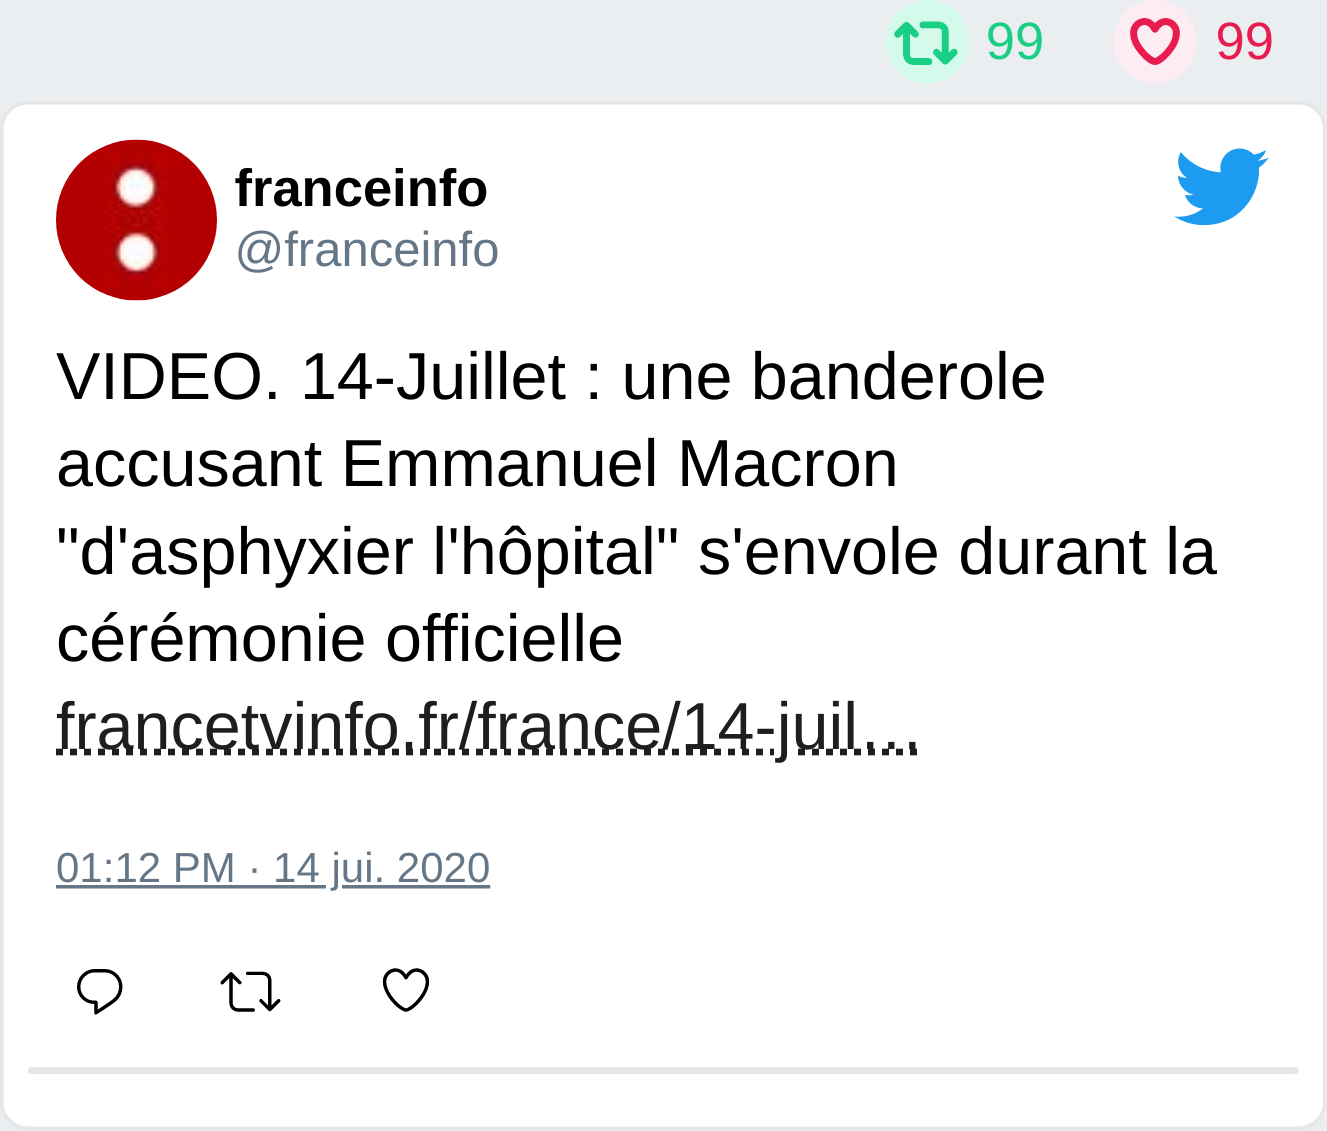 99 99
franceinfo
@franceinfo
VIDEO. 14-Juillet : une banderole
accusant Emmanuel Macron
"d'asphyxier l'hôpital" s'envole durant la
cérémonie officielle
francetvinfo.fr/france/14-juil…
01:12 PM · 14 jui. 2020